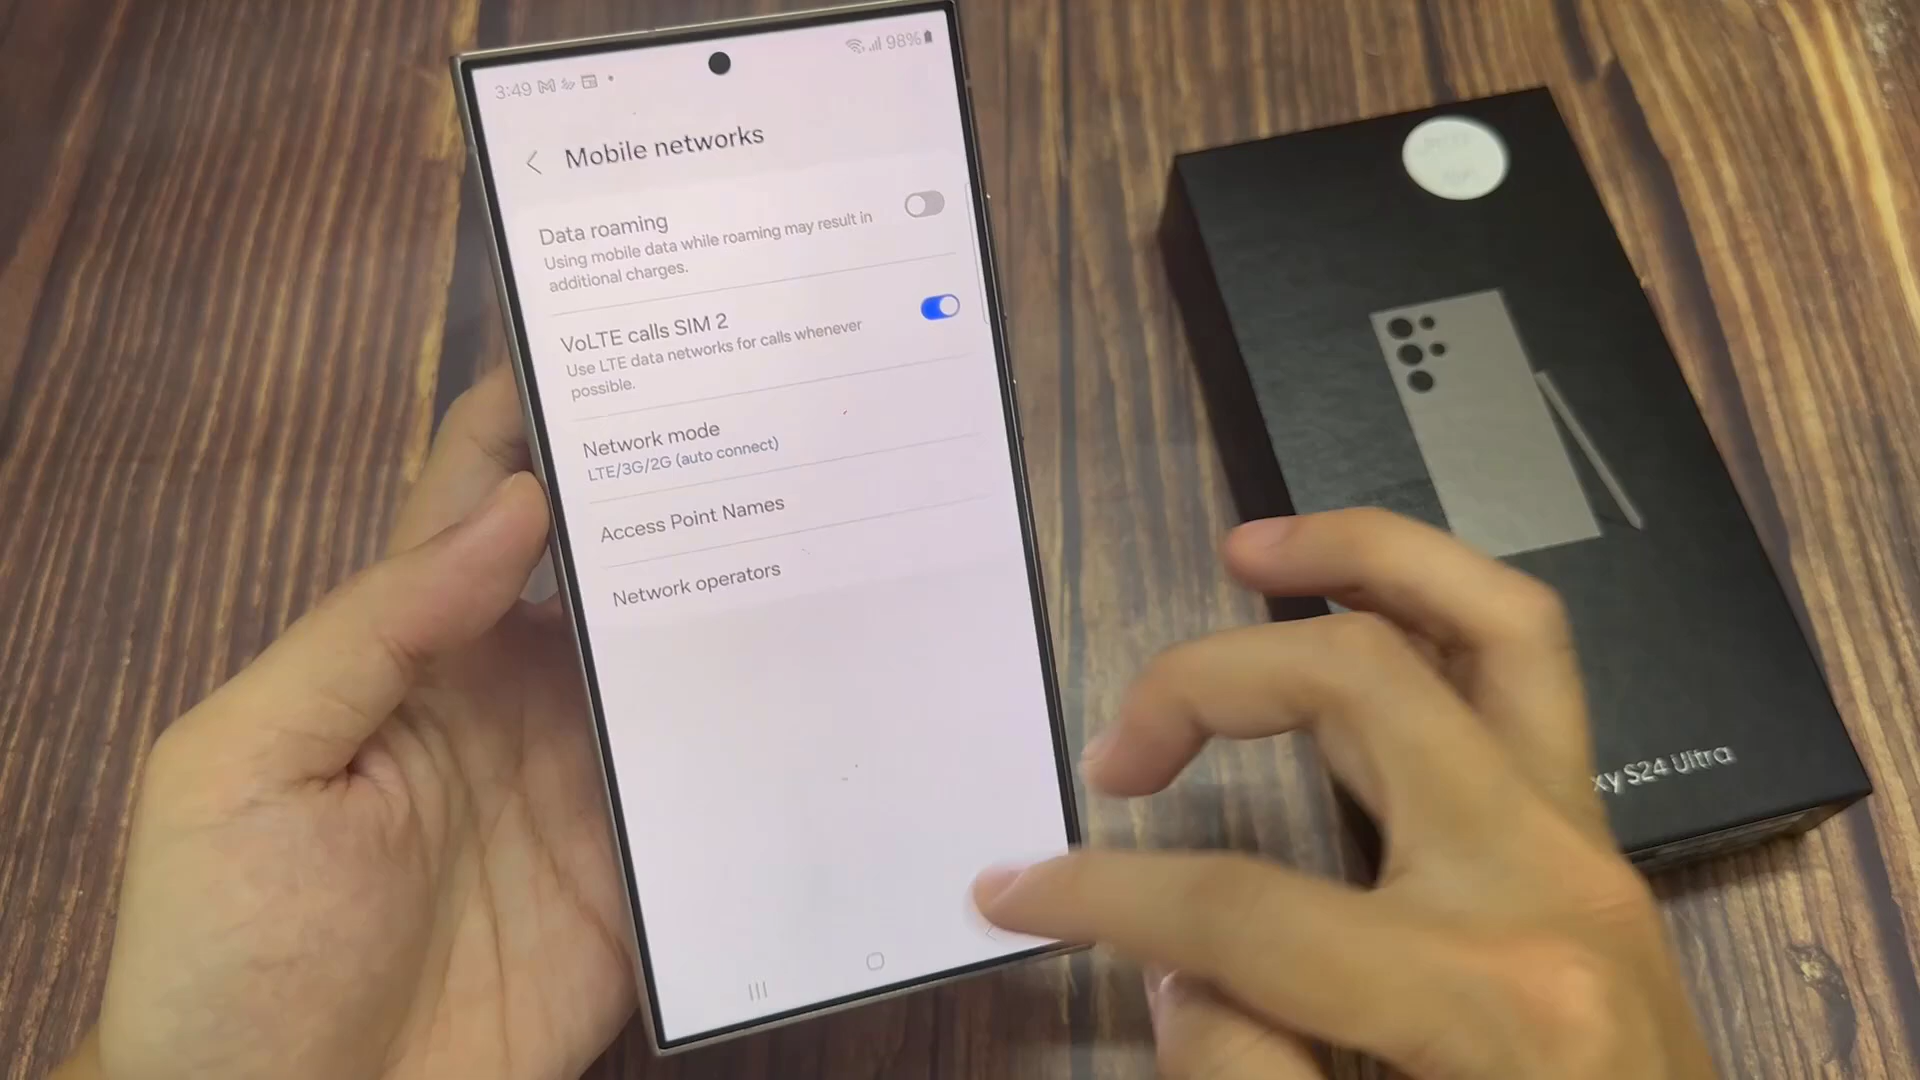 3:49
98%
Mobile networks
Data roaming
Using mobile data while roaming may result in
additional charges.
VoLTE calls SIM 2
Use LTE data networks for calls whenever
possible.
Network mode
LTE/3G/2G (auto connect)
Access Point Names
Network operators
xy S24 Ultra